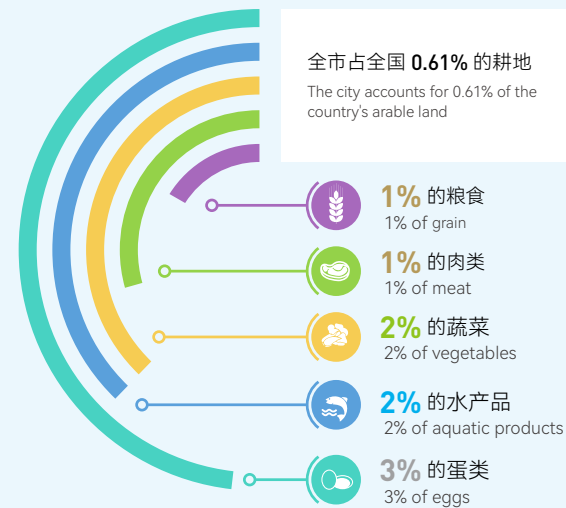 全市占全国 0.61% 的耕地
The city accounts for 0.61% of the
country's arable land
1% 的粮食
1% of grain
1% 的肉类
1% of meat
2% 的蔬菜
2% of vegetables
2% 的水产品
2% of aquatic products
3% 的蛋类
3% of eggs